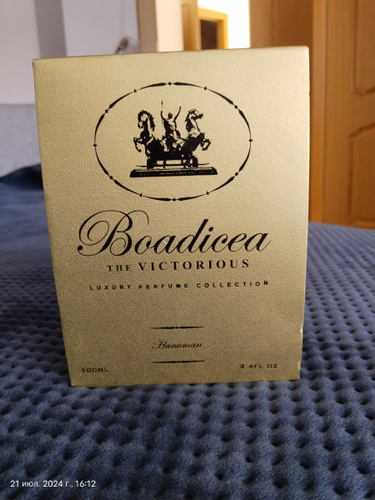 Boadicea
THE VICTORIOUS
LUXURY PERFUME COLLECTION
Hanuman
100ML 3.4FL OZ
21 июл. 2024 г., 16:12